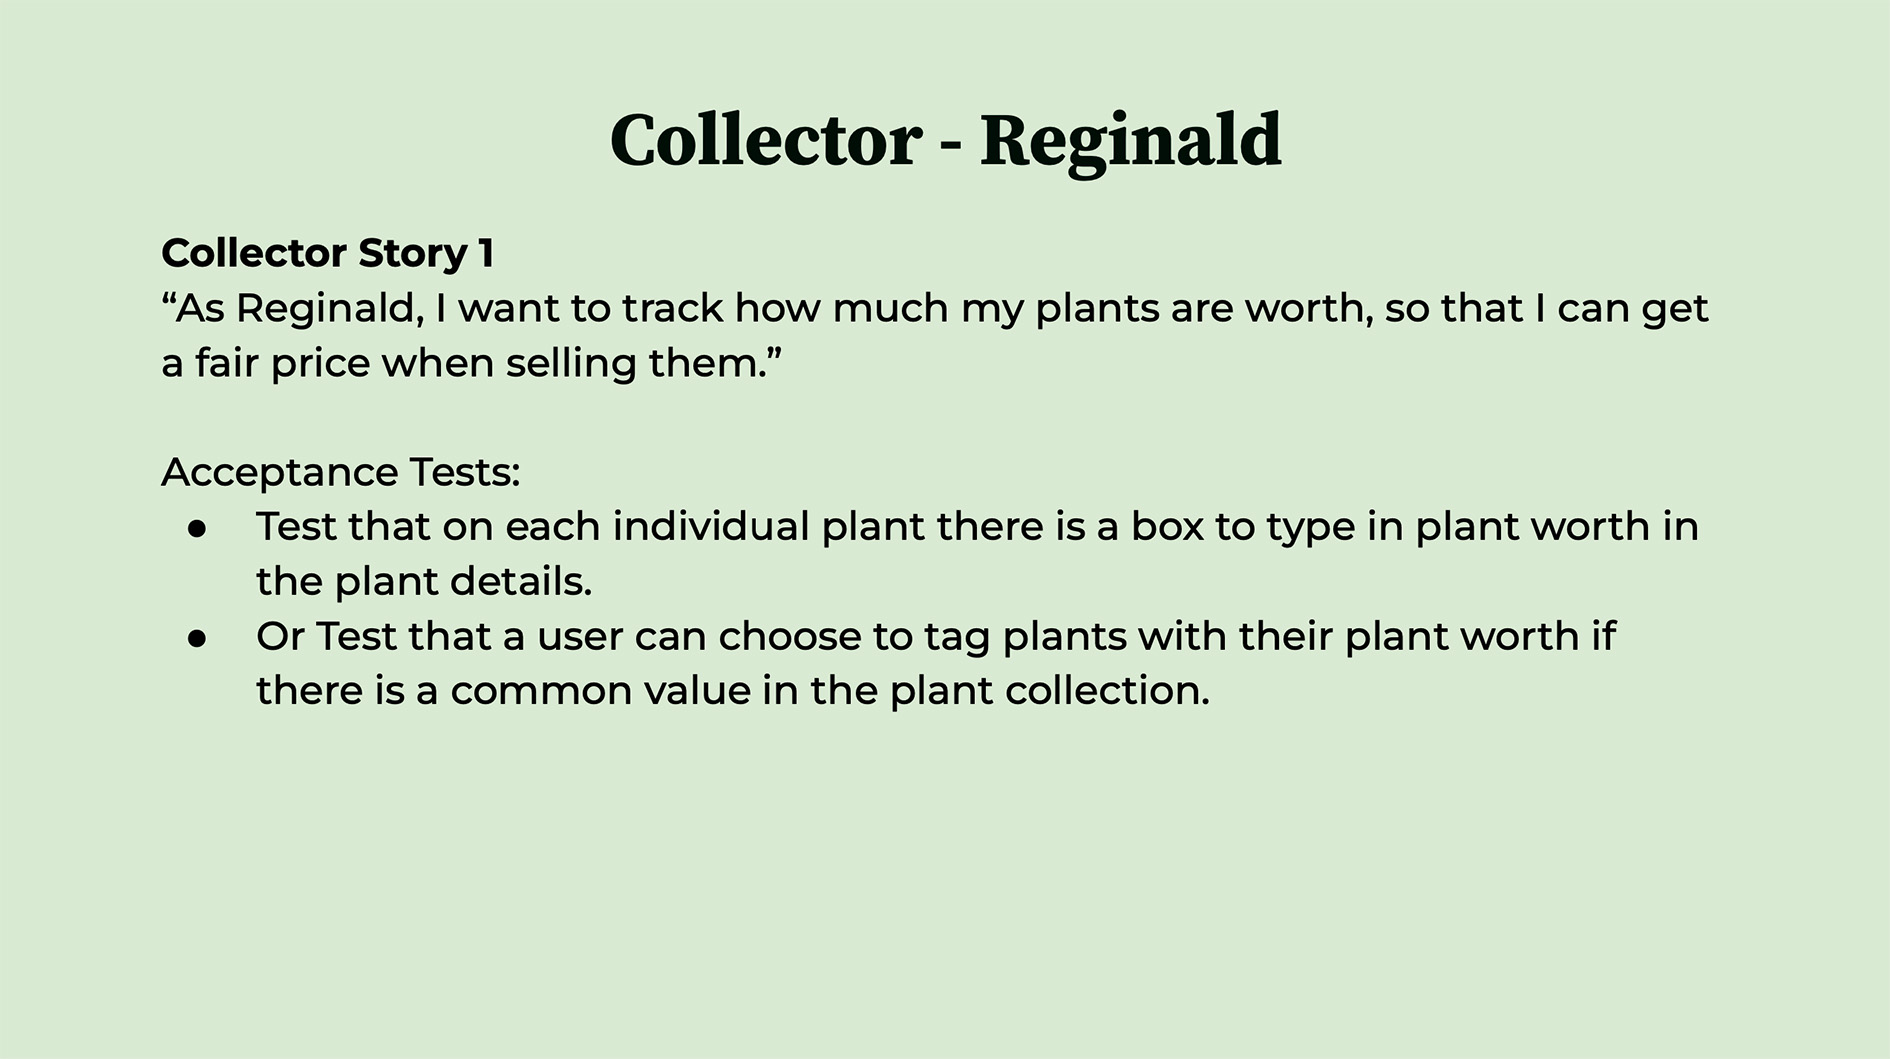 Collector - Reginald
Collector Story 1
“As Reginald, I want to track how much my plants are worth, so that I can get
a fair price when selling them.”
Acceptance Tests:
● Test that on each individual plant there is a box to type in plant worth in
the plant details.
● Or Test that a user can choose to tag plants with their plant worth if
there is a common value in the plant collection.